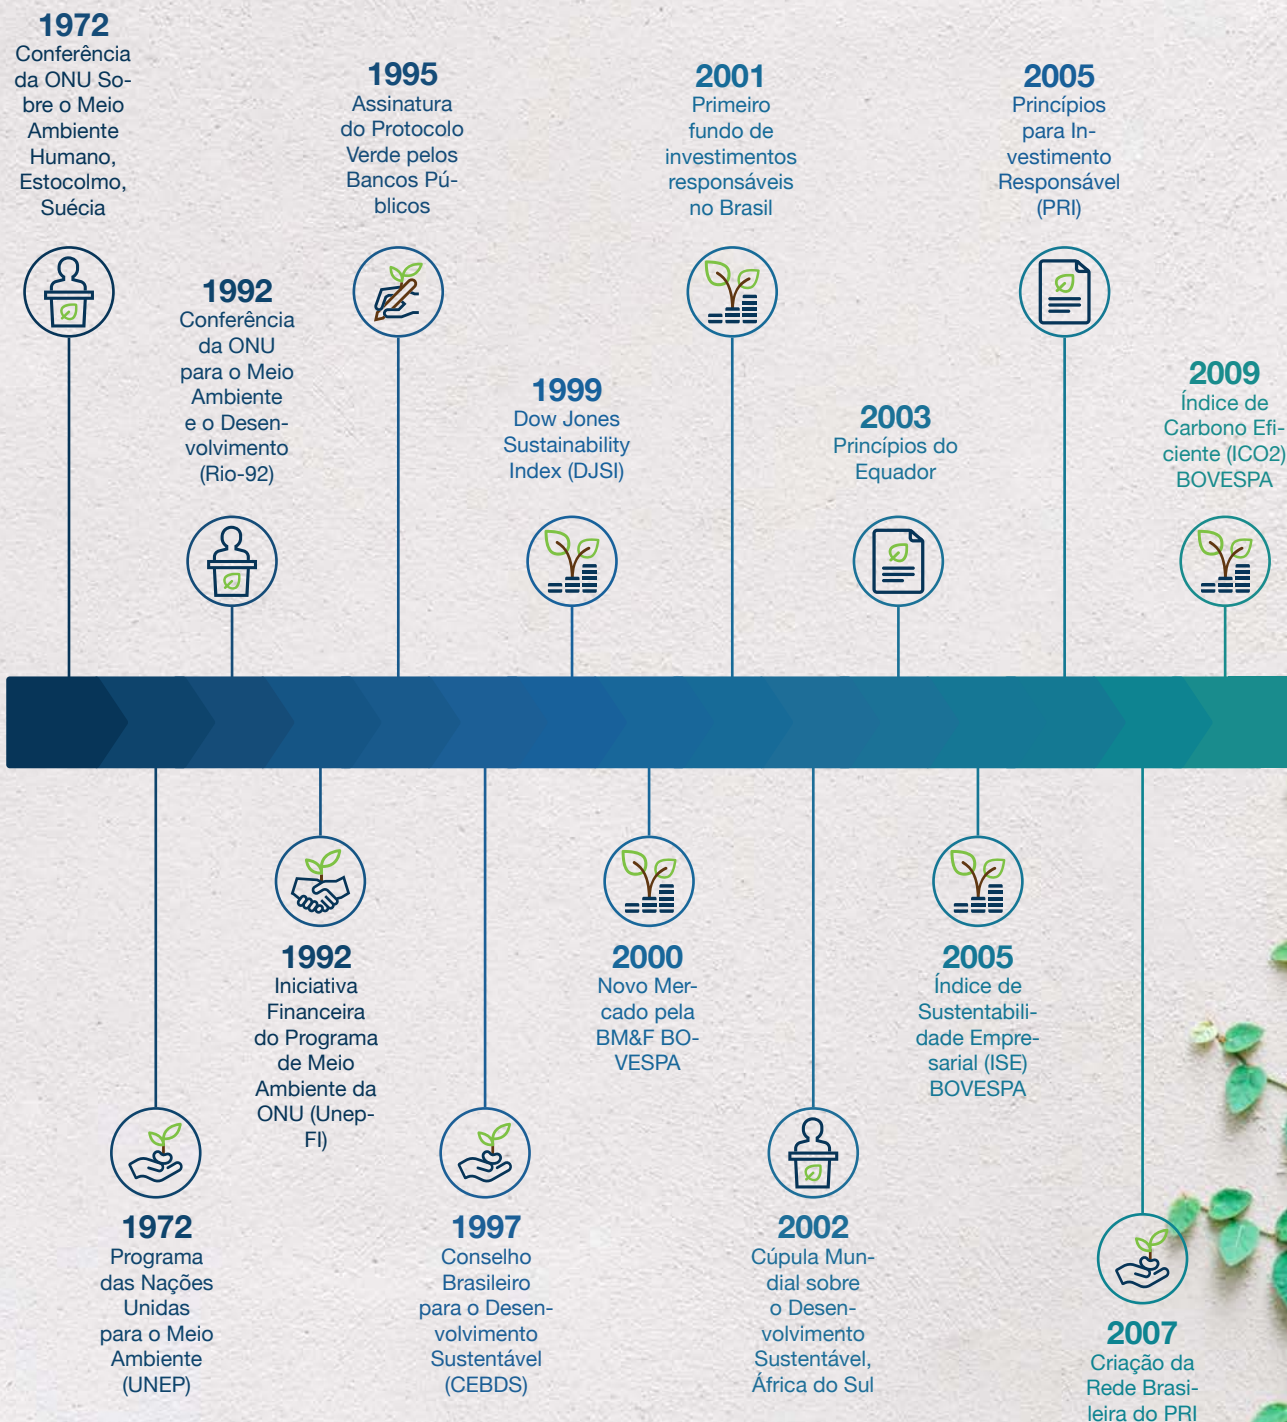 1972
Conferência
da ONU So-
bre o Meio
Ambiente
Humano,
Estocolmo,
Suécia
1992
Conferência
da ONU
para o Meio
Ambiente
e o Desen-
volvimento
(Rio-92)
1995
Assinatura
do Protocolo
Verde pelos
Bancos Pú-
blicos
1999
Dow Jones
Sustainability
Index (DJSI)
2001
Primeiro
fundo de
investimentos
responsáveis
no Brasil
2003
Princípios do
Equador
2005
Princípios
para In-
vestimento
Responsável
(PRI)
2009
Índice de
Carbono Efi-
ciente (ICO2)
BOVESPA
1972
Programa
das Nações
Unidas
para o Meio
Ambiente
(UNEP)
1992
Iniciativa
Financeira
do Programa
de Meio
Ambiente da
ONU (Unep-
FI)
1997
Conselho
Brasileiro
para o Desen-
volvimento
Sustentável
(CEBDS)
2000
Novo Mer-
cado pela
BM&F BO-
VESPA
2002
Cúpula Mun-
dial sobre
o Desen-
volvimento
Sustentável,
África do Sul
2005
Índice de
Sustentabili-
dade Empre-
sarial (ISE)
BOVESPA
2007
Criação da
Rede Brasi-
leira do PRI